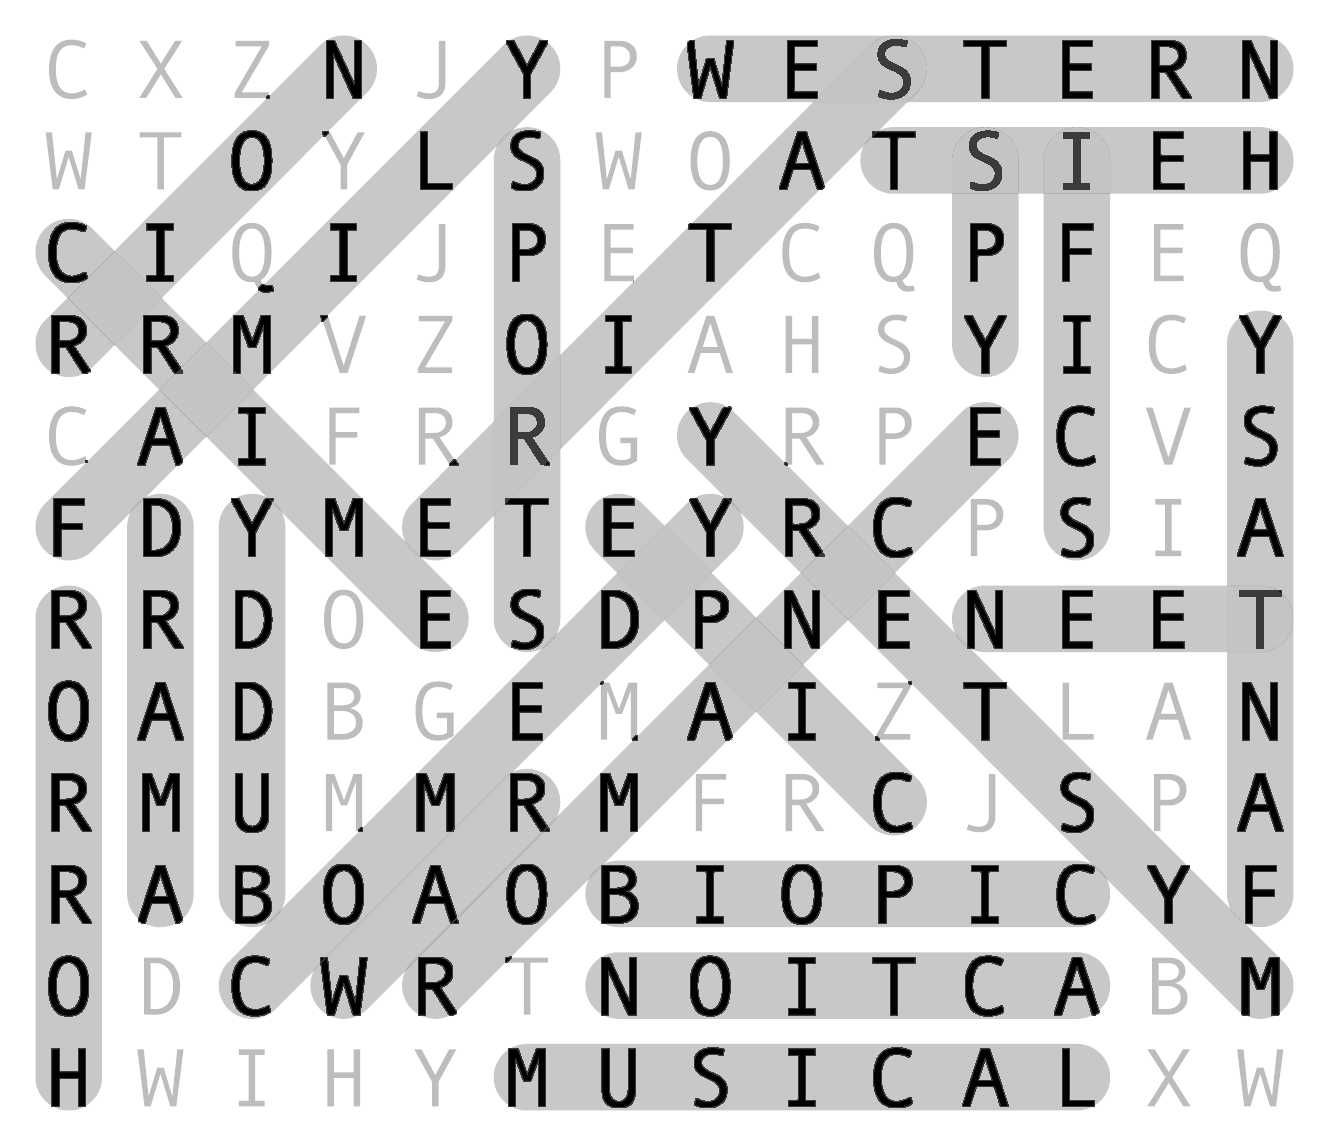 C X Z N J Y P W E S T E R N
W T O Y L S W O A T S I E H
C I Q I J P E T C Q P F E Q
R R M V Z O I A H S Y I C Y
C A I F R R G Y R P E C V S
F D Y M E T E Y R C P S I A
R R D O E S D P N E N E E T
O A D B G E M A I Z T L A N
R M U M M R M F R C J S P A
R A B O A O B I O P I C Y F
O D C W R T N O I T C A B M
H W I H Y M U S I C A L X W